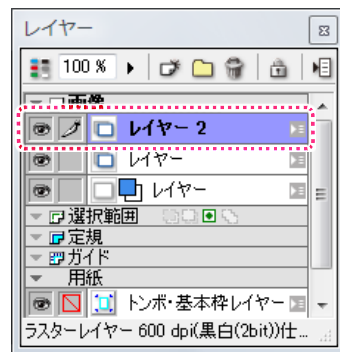 レイヤー
100 %
画像
レイヤー 2
レイヤー
レイヤー
選択範囲
定規
ガイド
用紙
トンボ・基本枠レイヤー
ラスターレイヤー 600 dpi(黒白(2bit))仕...